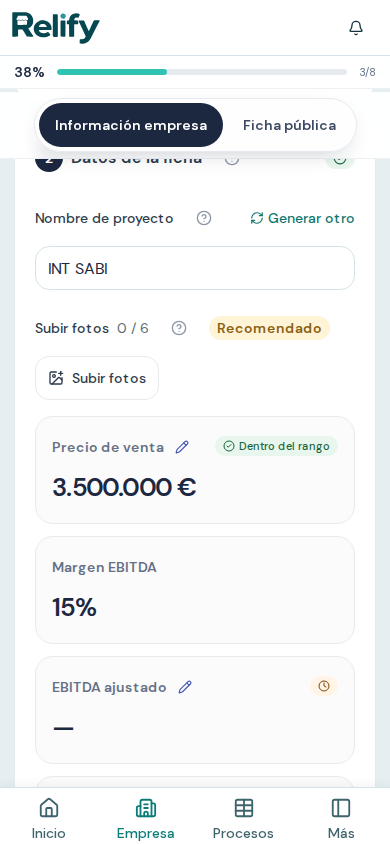 Relify
38% 3/8
Información empresa Ficha pública
2 Datos de la ficha
Nombre de proyecto Generar otro
INT SABI
Subir fotos 0 / 6 Recomendado
Subir fotos
Precio de venta Dentro del rango
3.500.000 €
Margen EBITDA
15%
EBITDA ajustado
—
Inicio Empresa Procesos Más